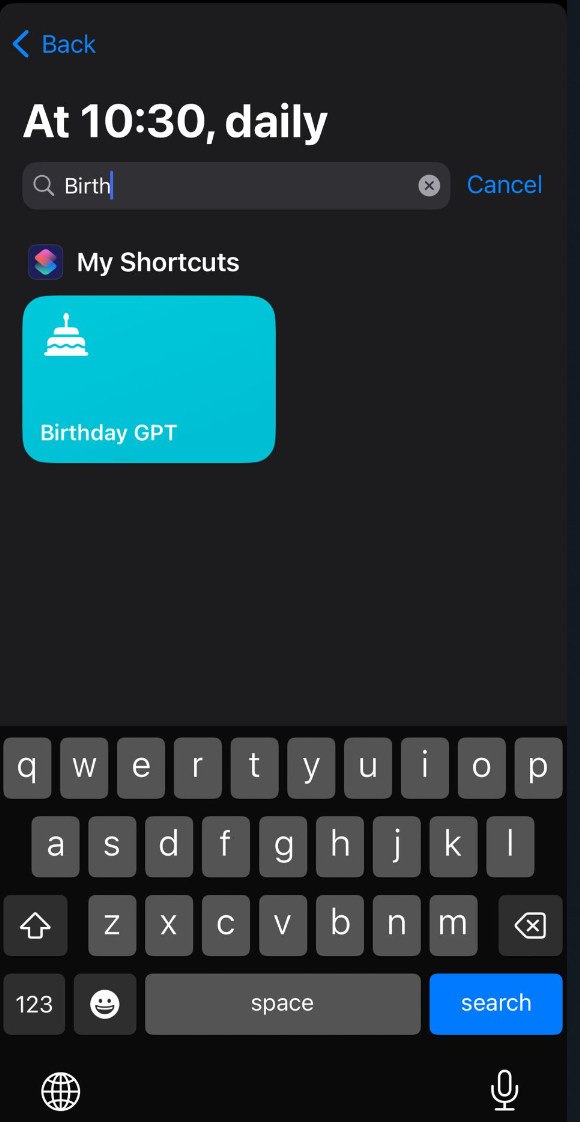 Back
At 10:30, daily
Birth
Cancel
My Shortcuts
Birthday GPT
q w e r t y u i o p
a s d f g h j k l
z x c v b n m
123 space search